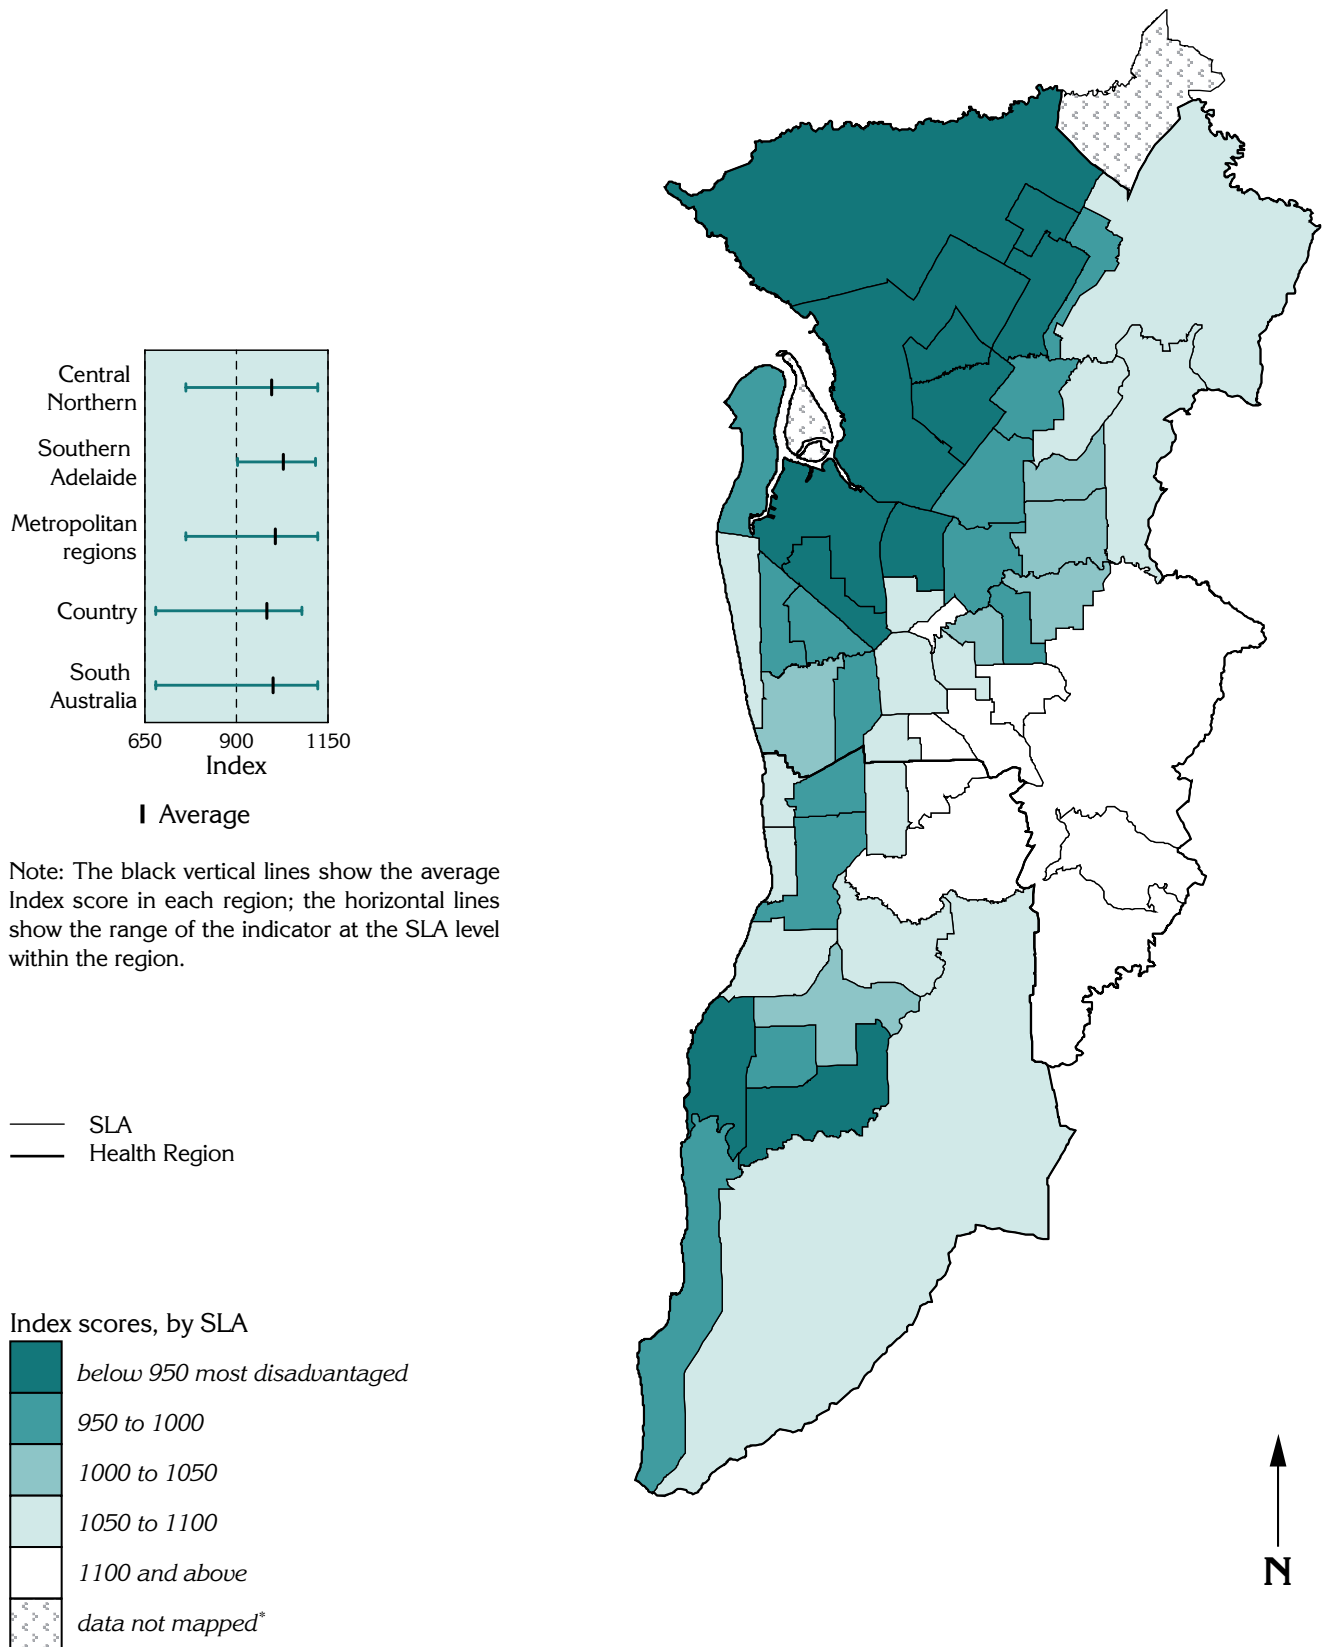 Central
Northern
Southern
Adelaide
Metropolitan
regions
Country
South
Australia
650 900 1150
Index
Average
Note: The black vertical lines show the average
Index score in each region; the horizontal lines
show the range of the indicator at the SLA level
within the region.
SLA
Health Region
Index scores, by SLA
below 950 most disadvantaged
950 to 1000
1000 to 1050
1050 to 1100
1100 and above
data not mapped*
N